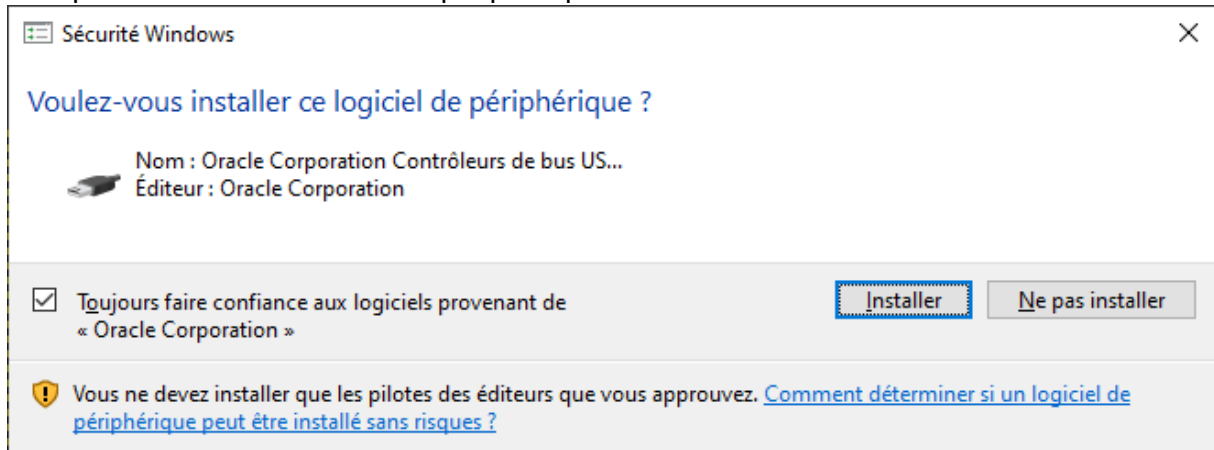 Sécurité Windows
Voulez-vous installer ce logiciel de périphérique ?
Nom : Oracle Corporation Contrôleurs de bus US...
Éditeur : Oracle Corporation
Toujours faire confiance aux logiciels provenant de
« Oracle Corporation »
Installer
Ne pas installer
Vous ne devez installer que les pilotes des éditeurs que vous approuvez. Comment déterminer si un logiciel de
périphérique peut être installé sans risques ?